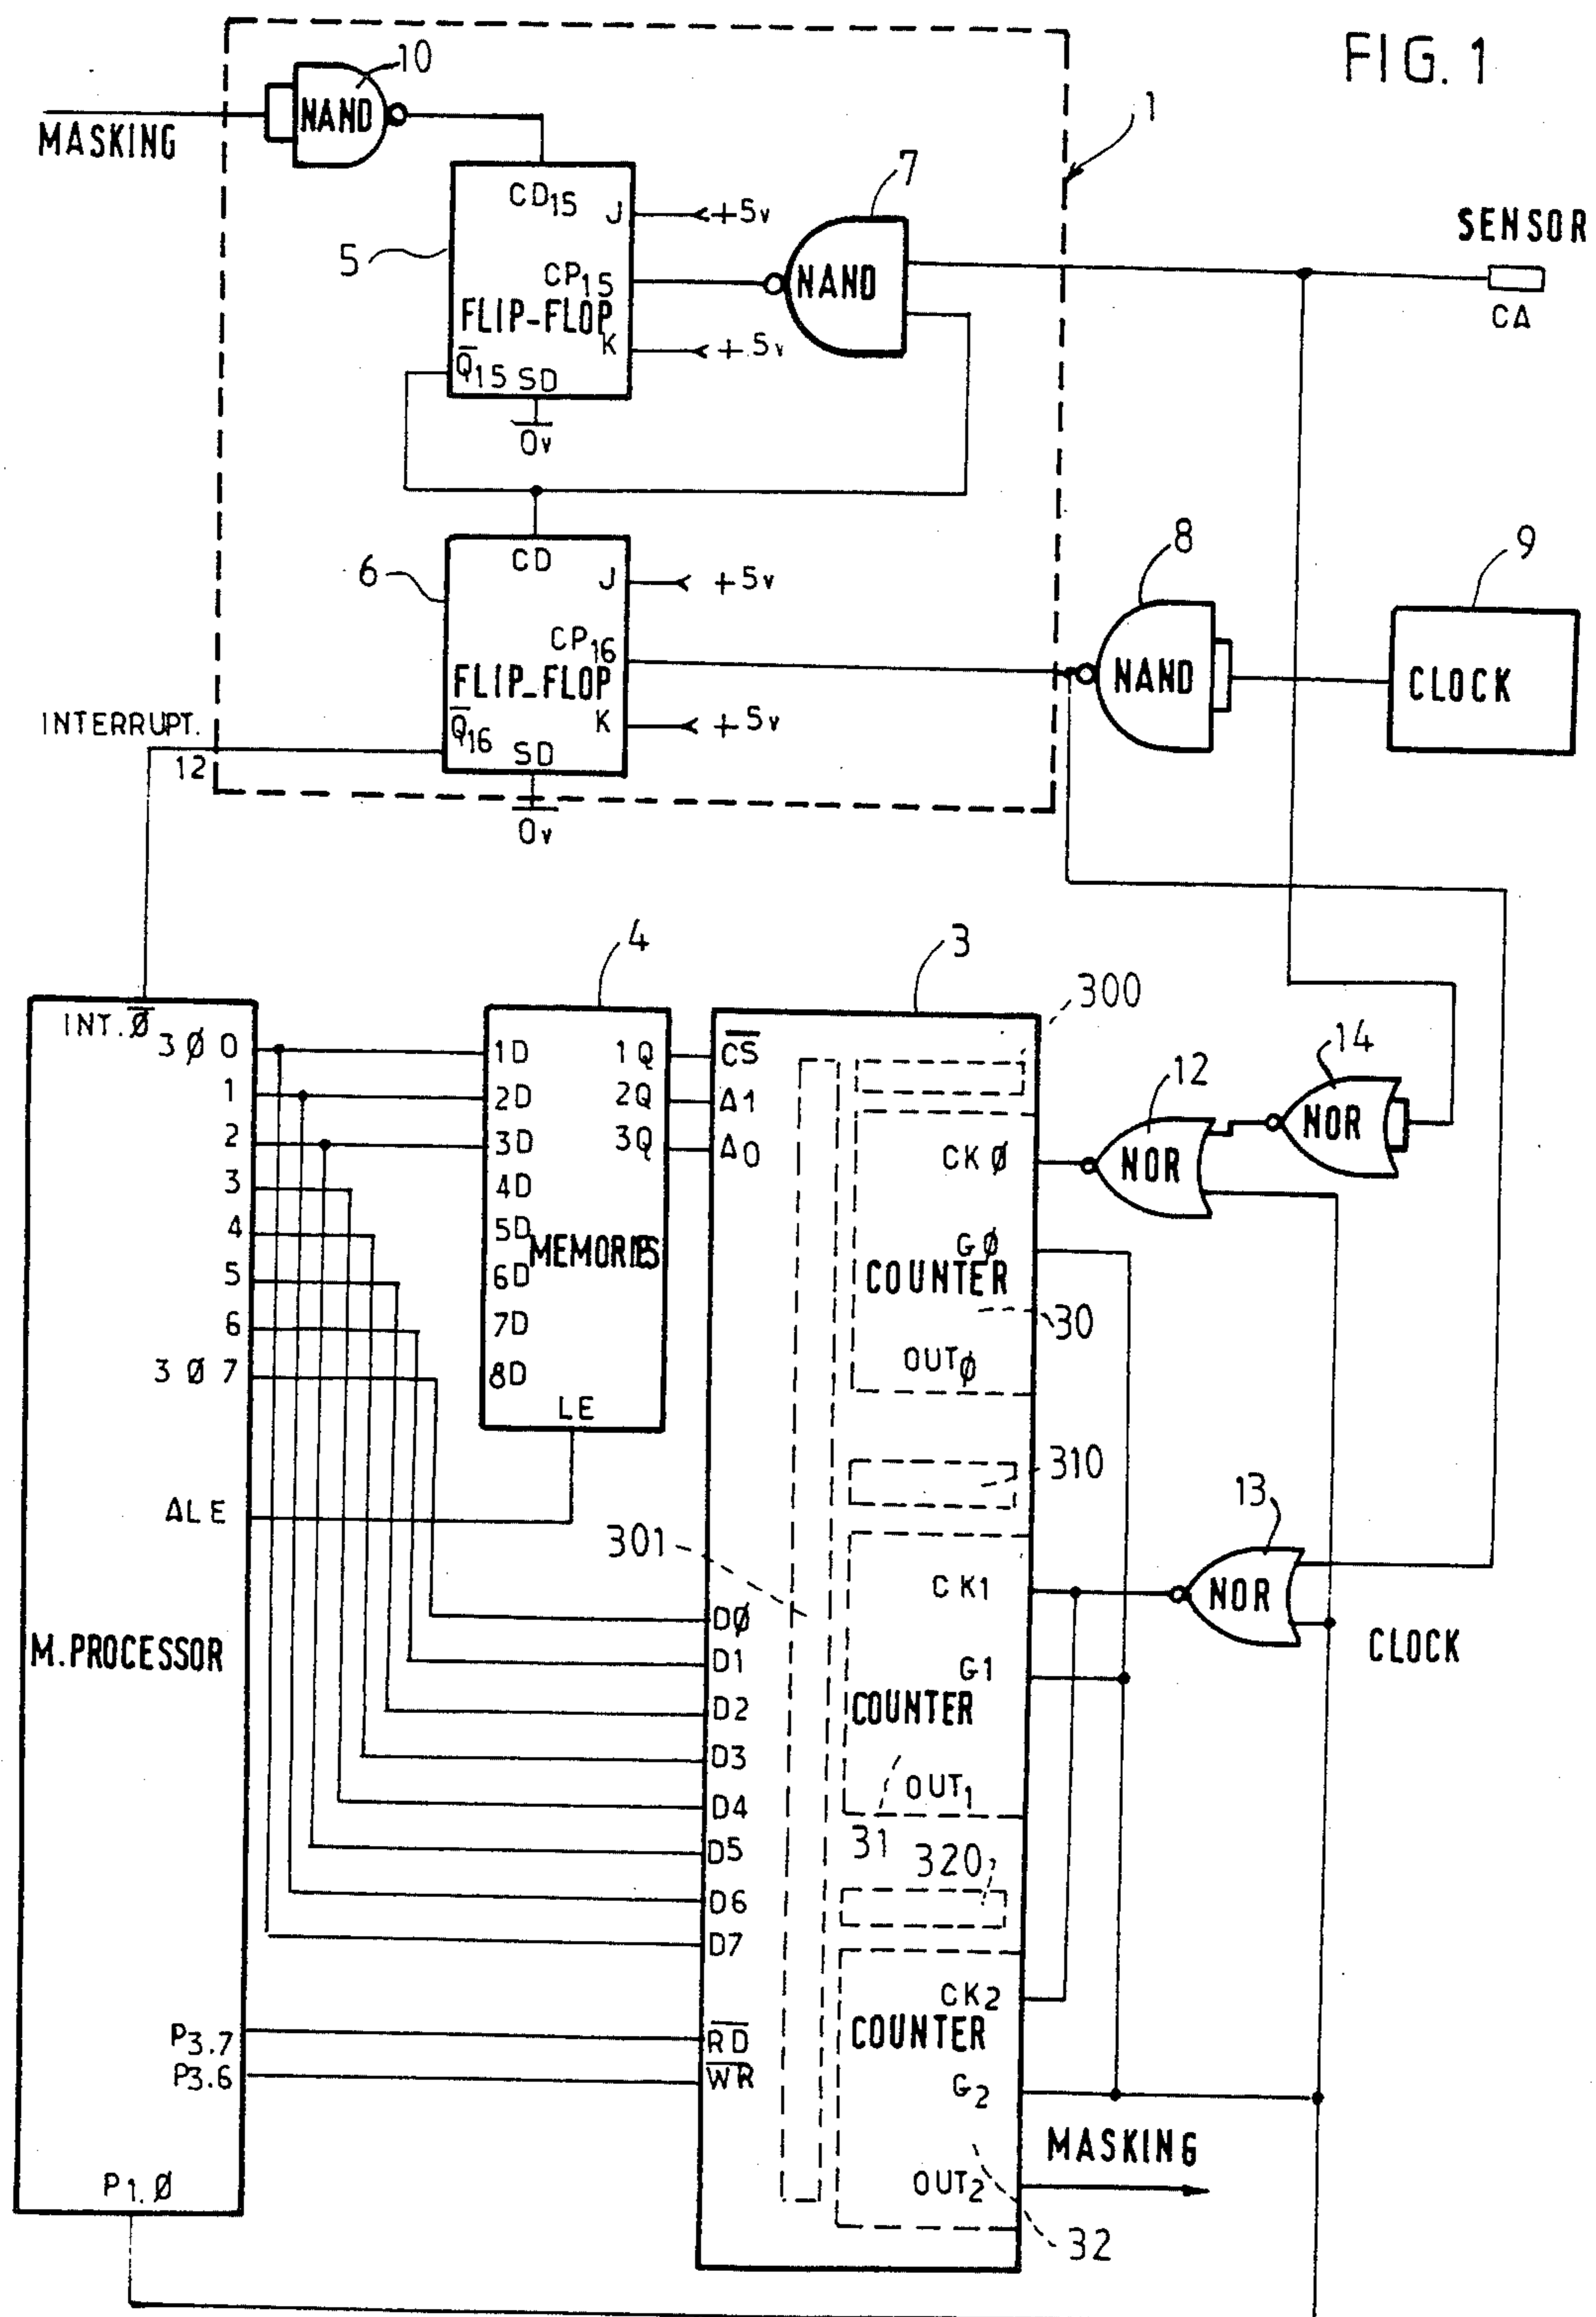 FIG. 1
10
NAND
MASKING
1
CD15
J
+5v
7
SENSOR
5
CP15
NAND
FLIP-FLOP
CA
K
+5v
Q̅15
SD
0v
8
9
6
CD
J
+5v
CP16
NAND
CLOCK
FLIP-FLOP
INTERRUPT.
Q̅16
K
+5v
12
SD
0v
4
3
300
INT.Ø̅
3Ø0
1D
1Q
C̅S̅
12
14
1
2D
2Q
A1
NOR
2
3D
3Q
A0
CKØ
NOR
3
4D
4
5D
GØ
MEMORIES
COUNTER
5
6D
30
6
7D
OUTØ
3Ø7
8D
LE
310
13
ALE
301
CK1
NOR
DØ
CLOCK
M.PROCESSOR
D1
G1
D2
COUNTER
D3
OUT1
D4
31
D5
320
D6
D7
CK2
P3.7
R̅D̅
COUNTER
P3.6
W̅R̅
G2
MASKING
P1.Ø
OUT2
32